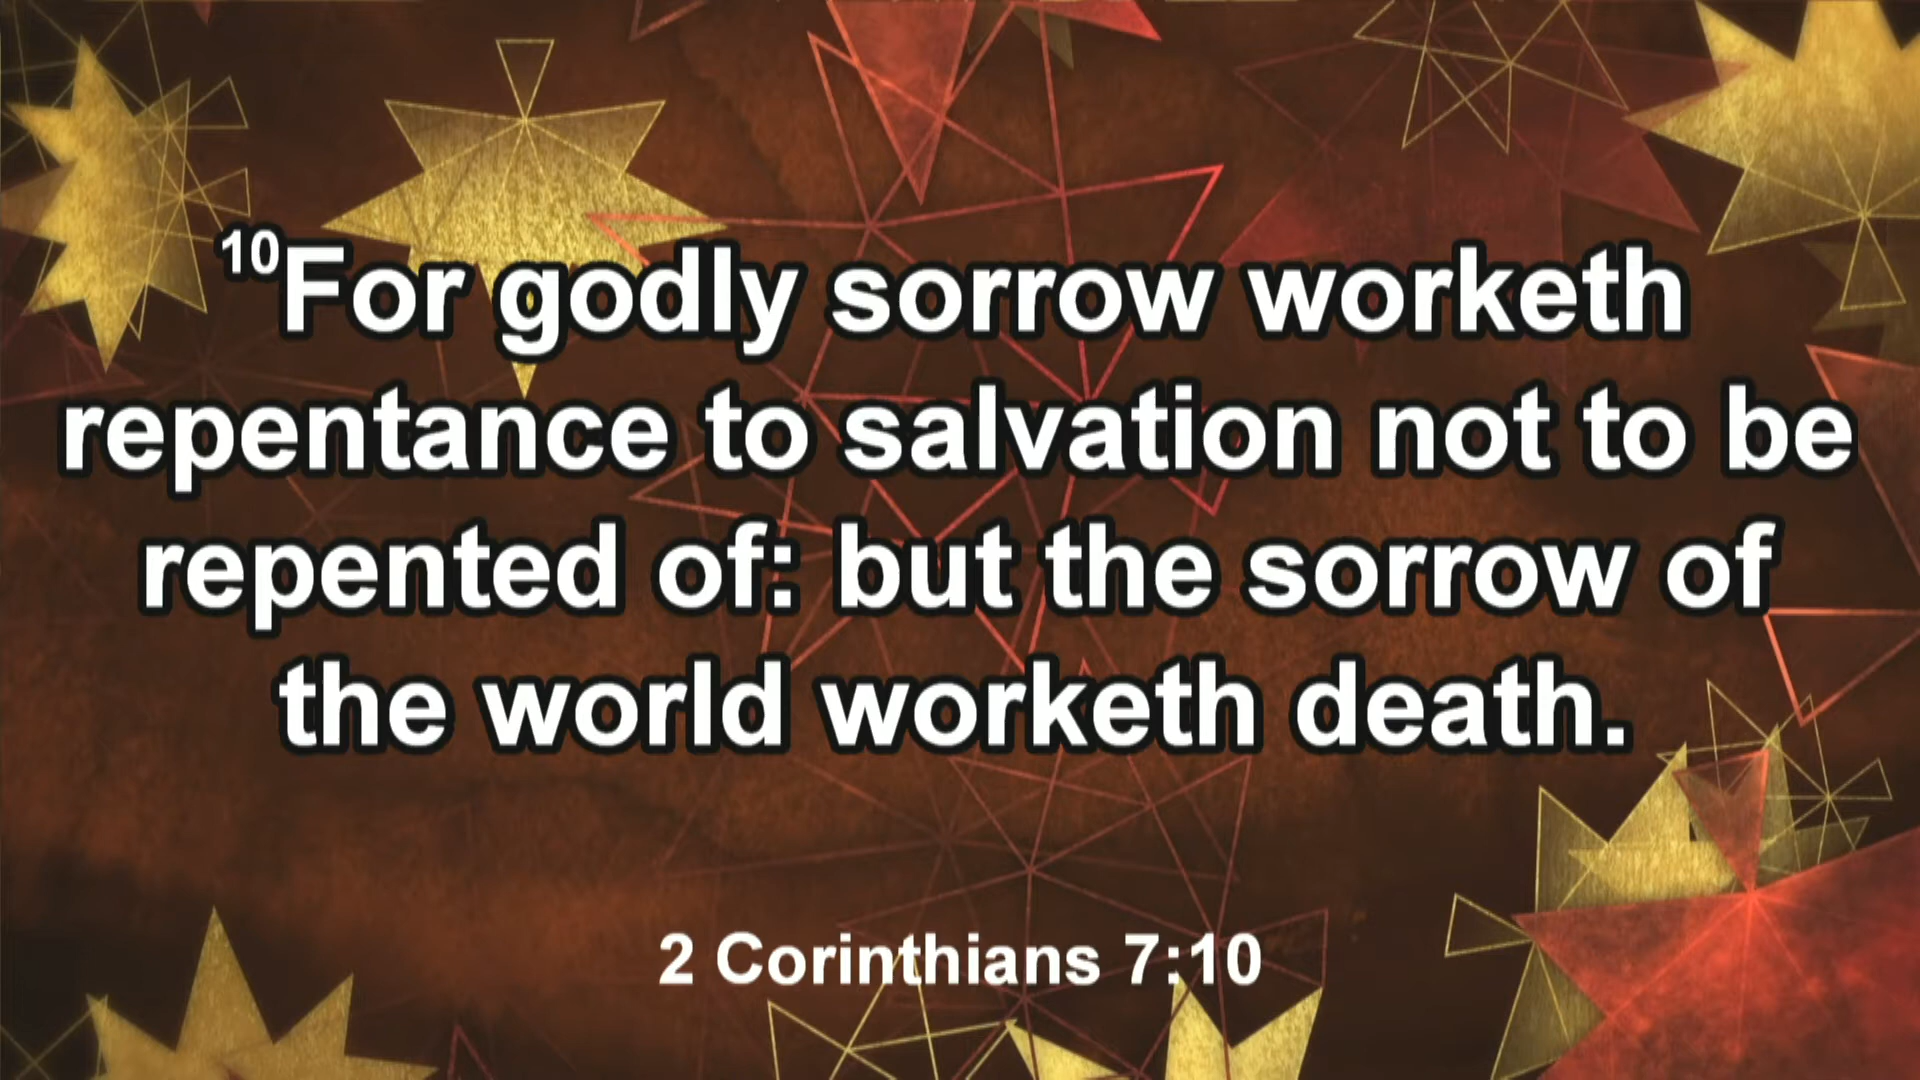 10For godly sorrow worketh
repentance to salvation not to be
repented of: but the sorrow of
the world worketh death.
2 Corinthians 7:10